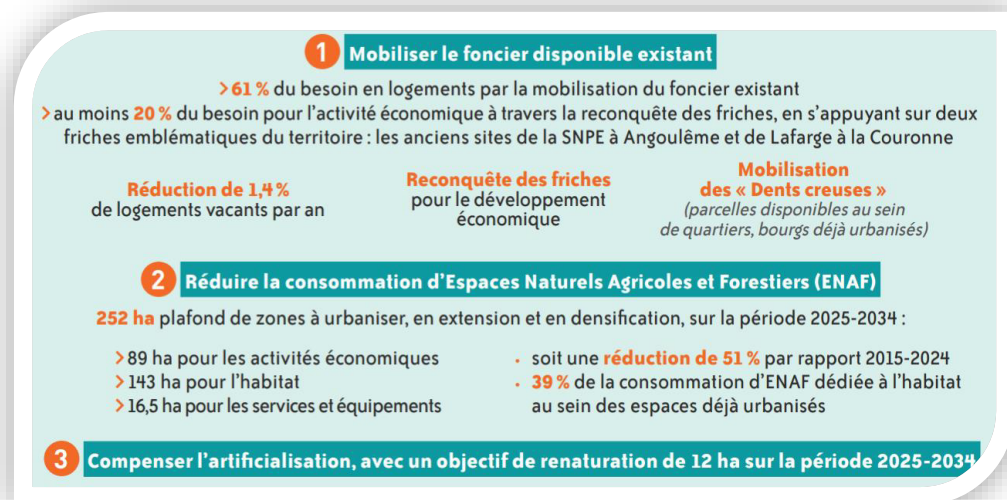 1 Mobiliser le foncier disponible existant
> 61 % du besoin en logements par la mobilisation du foncier existant
> au moins 20 % du besoin pour l'activité économique à travers la reconquête des friches, en s'appuyant sur deux
friches emblématiques du territoire : les anciens sites de la SNPE à Angoulême et de Lafarge à la Couronne
Réduction de 1,4 %
de logements vacants par an
Reconquête des friches
pour le développement
économique
Mobilisation
des « Dents creuses »
(parcelles disponibles au sein
de quartiers, bourgs déjà urbanisés)
2 Réduire la consommation d'Espaces Naturels Agricoles et Forestiers (ENAF)
252 ha plafond de zones à urbaniser, en extension et en densification, sur la période 2025-2034 :
> 89 ha pour les activités économiques
> 143 ha pour l'habitat
> 16,5 ha pour les services et équipements
• soit une réduction de 51 % par rapport 2015-2024
• 39 % de la consommation d'ENAF dédiée à l'habitat
au sein des espaces déjà urbanisés
3 Compenser l'artificialisation, avec un objectif de renaturation de 12 ha sur la période 2025-2034